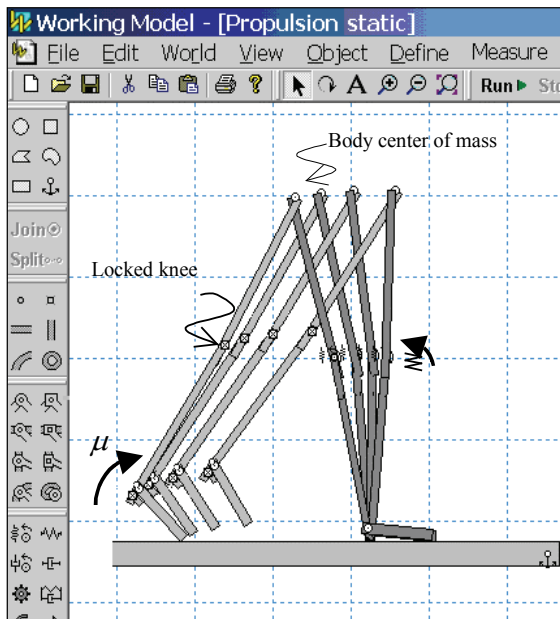 Working Model - [Propulsion static]
File Edit World View Object Define Measure
A ? Run
Body center of mass
Join
Split
Locked knee
μ